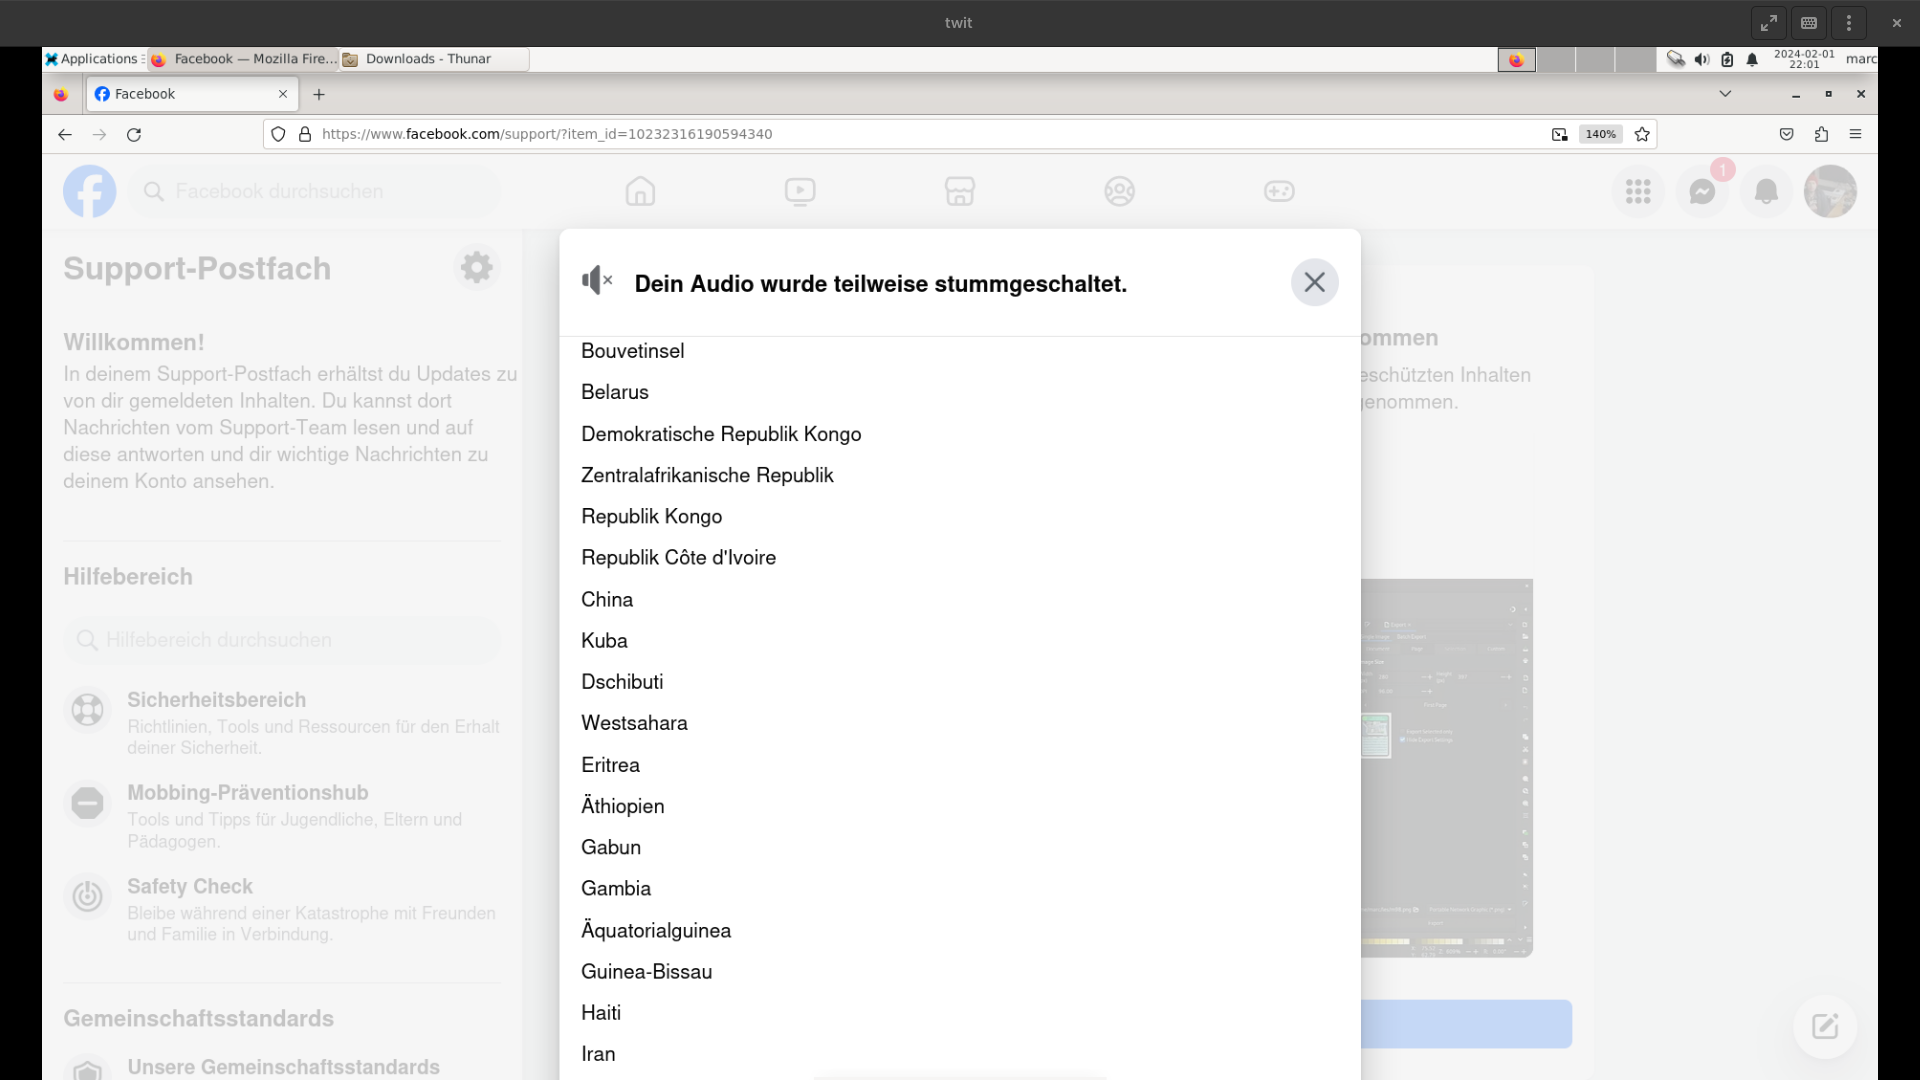 twit
Applications
Facebook — Mozilla Fire...
Downloads - Thunar
2024-02-01
22:01
marc
Facebook
https://www.facebook.com/support/?item_id=10232316190594340
140%
Facebook durchsuchen
1
Support-Postfach
Willkommen!
In deinem Support-Postfach erhältst du Updates zu
von dir gemeldeten Inhalten. Du kannst dort
Nachrichten vom Support-Team lesen und auf
diese antworten und dir wichtige Nachrichten zu
deinem Konto ansehen.
Hilfebereich
Hilfebereich durchsuchen
Sicherheitsbereich
Richtlinien, Tools und Ressourcen für den Erhalt
deiner Sicherheit.
Mobbing-Präventionshub
Tools und Tipps für Jugendliche, Eltern und
Pädagogen.
Safety Check
Bleibe während einer Katastrophe mit Freunden
und Familie in Verbindung.
Gemeinschaftsstandards
Unsere Gemeinschaftsstandards
Dein Audio wurde teilweise stummgeschaltet.
Bouvetinsel
Belarus
Demokratische Republik Kongo
Zentralafrikanische Republik
Republik Kongo
Republik Côte d'Ivoire
China
Kuba
Dschibuti
Westsahara
Eritrea
Äthiopien
Gabun
Gambia
Äquatorialguinea
Guinea-Bissau
Haiti
Iran
ommen
eschützten Inhalten
genommen.